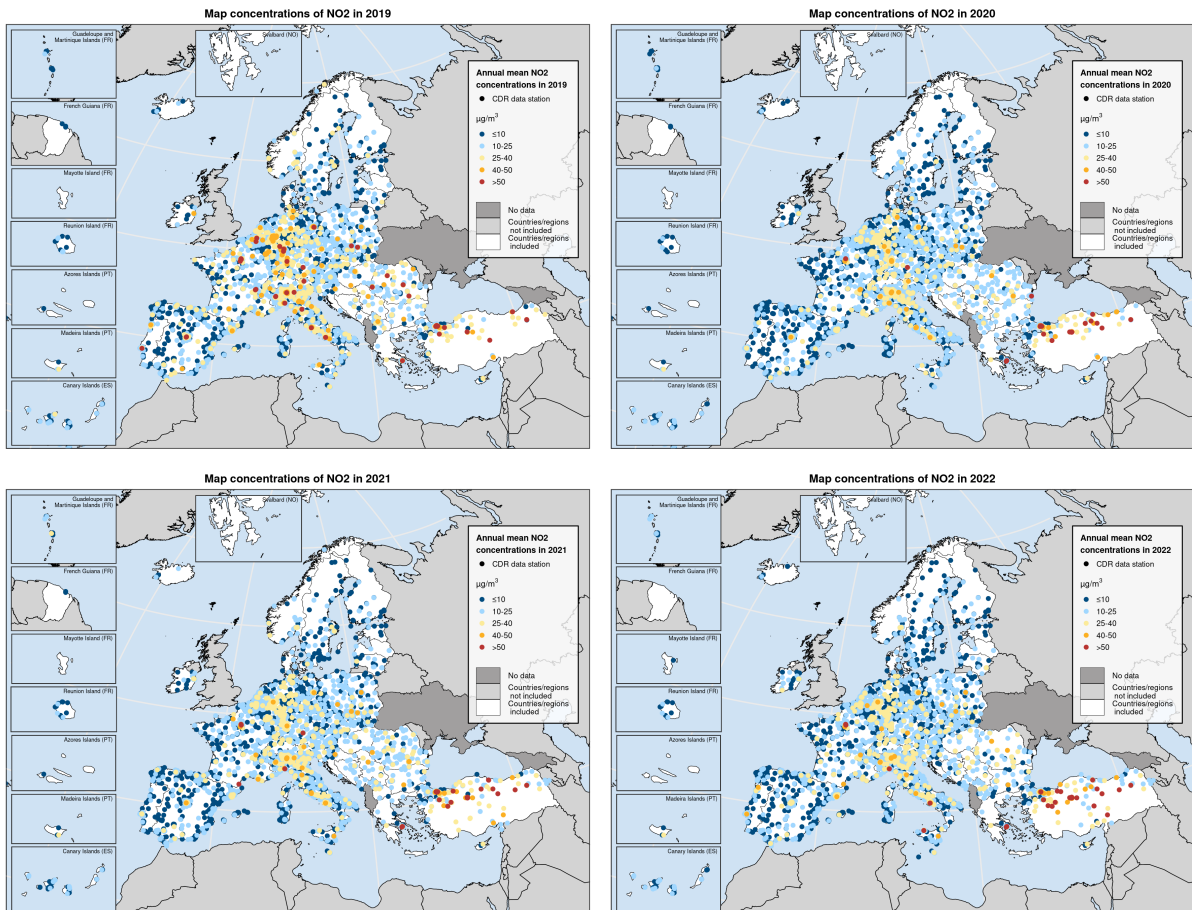 Map concentrations of NO2 in 2019
Guadeloupe and
Martinique Islands (FR)
Svalbard (NO)
French Guiana (FR)
Mayotte Island (FR)
Reunion Island (FR)
Azores Islands (PT)
Madeira Islands (PT)
Canary Islands (ES)
Annual mean NO2
concentrations in 2019
CDR data station
µg/m³
≤10
10-25
25-40
40-50
>50
No data
Countries/regions
not included
Countries/regions
included
Map concentrations of NO2 in 2020
Guadeloupe and
Martinique Islands (FR)
Svalbard (NO)
French Guiana (FR)
Mayotte Island (FR)
Reunion Island (FR)
Azores Islands (PT)
Madeira Islands (PT)
Canary Islands (ES)
Annual mean NO2
concentrations in 2020
CDR data station
µg/m³
≤10
10-25
25-40
40-50
>50
No data
Countries/regions
not included
Countries/regions
included
Map concentrations of NO2 in 2021
Guadeloupe and
Martinique Islands (FR)
Svalbard (NO)
French Guiana (FR)
Mayotte Island (FR)
Reunion Island (FR)
Azores Islands (PT)
Madeira Islands (PT)
Canary Islands (ES)
Annual mean NO2
concentrations in 2021
CDR data station
µg/m³
≤10
10-25
25-40
40-50
>50
No data
Countries/regions
not included
Countries/regions
included
Map concentrations of NO2 in 2022
Guadeloupe and
Martinique Islands (FR)
Svalbard (NO)
French Guiana (FR)
Mayotte Island (FR)
Reunion Island (FR)
Azores Islands (PT)
Madeira Islands (PT)
Canary Islands (ES)
Annual mean NO2
concentrations in 2022
CDR data station
µg/m³
≤10
10-25
25-40
40-50
>50
No data
Countries/regions
not included
Countries/regions
included